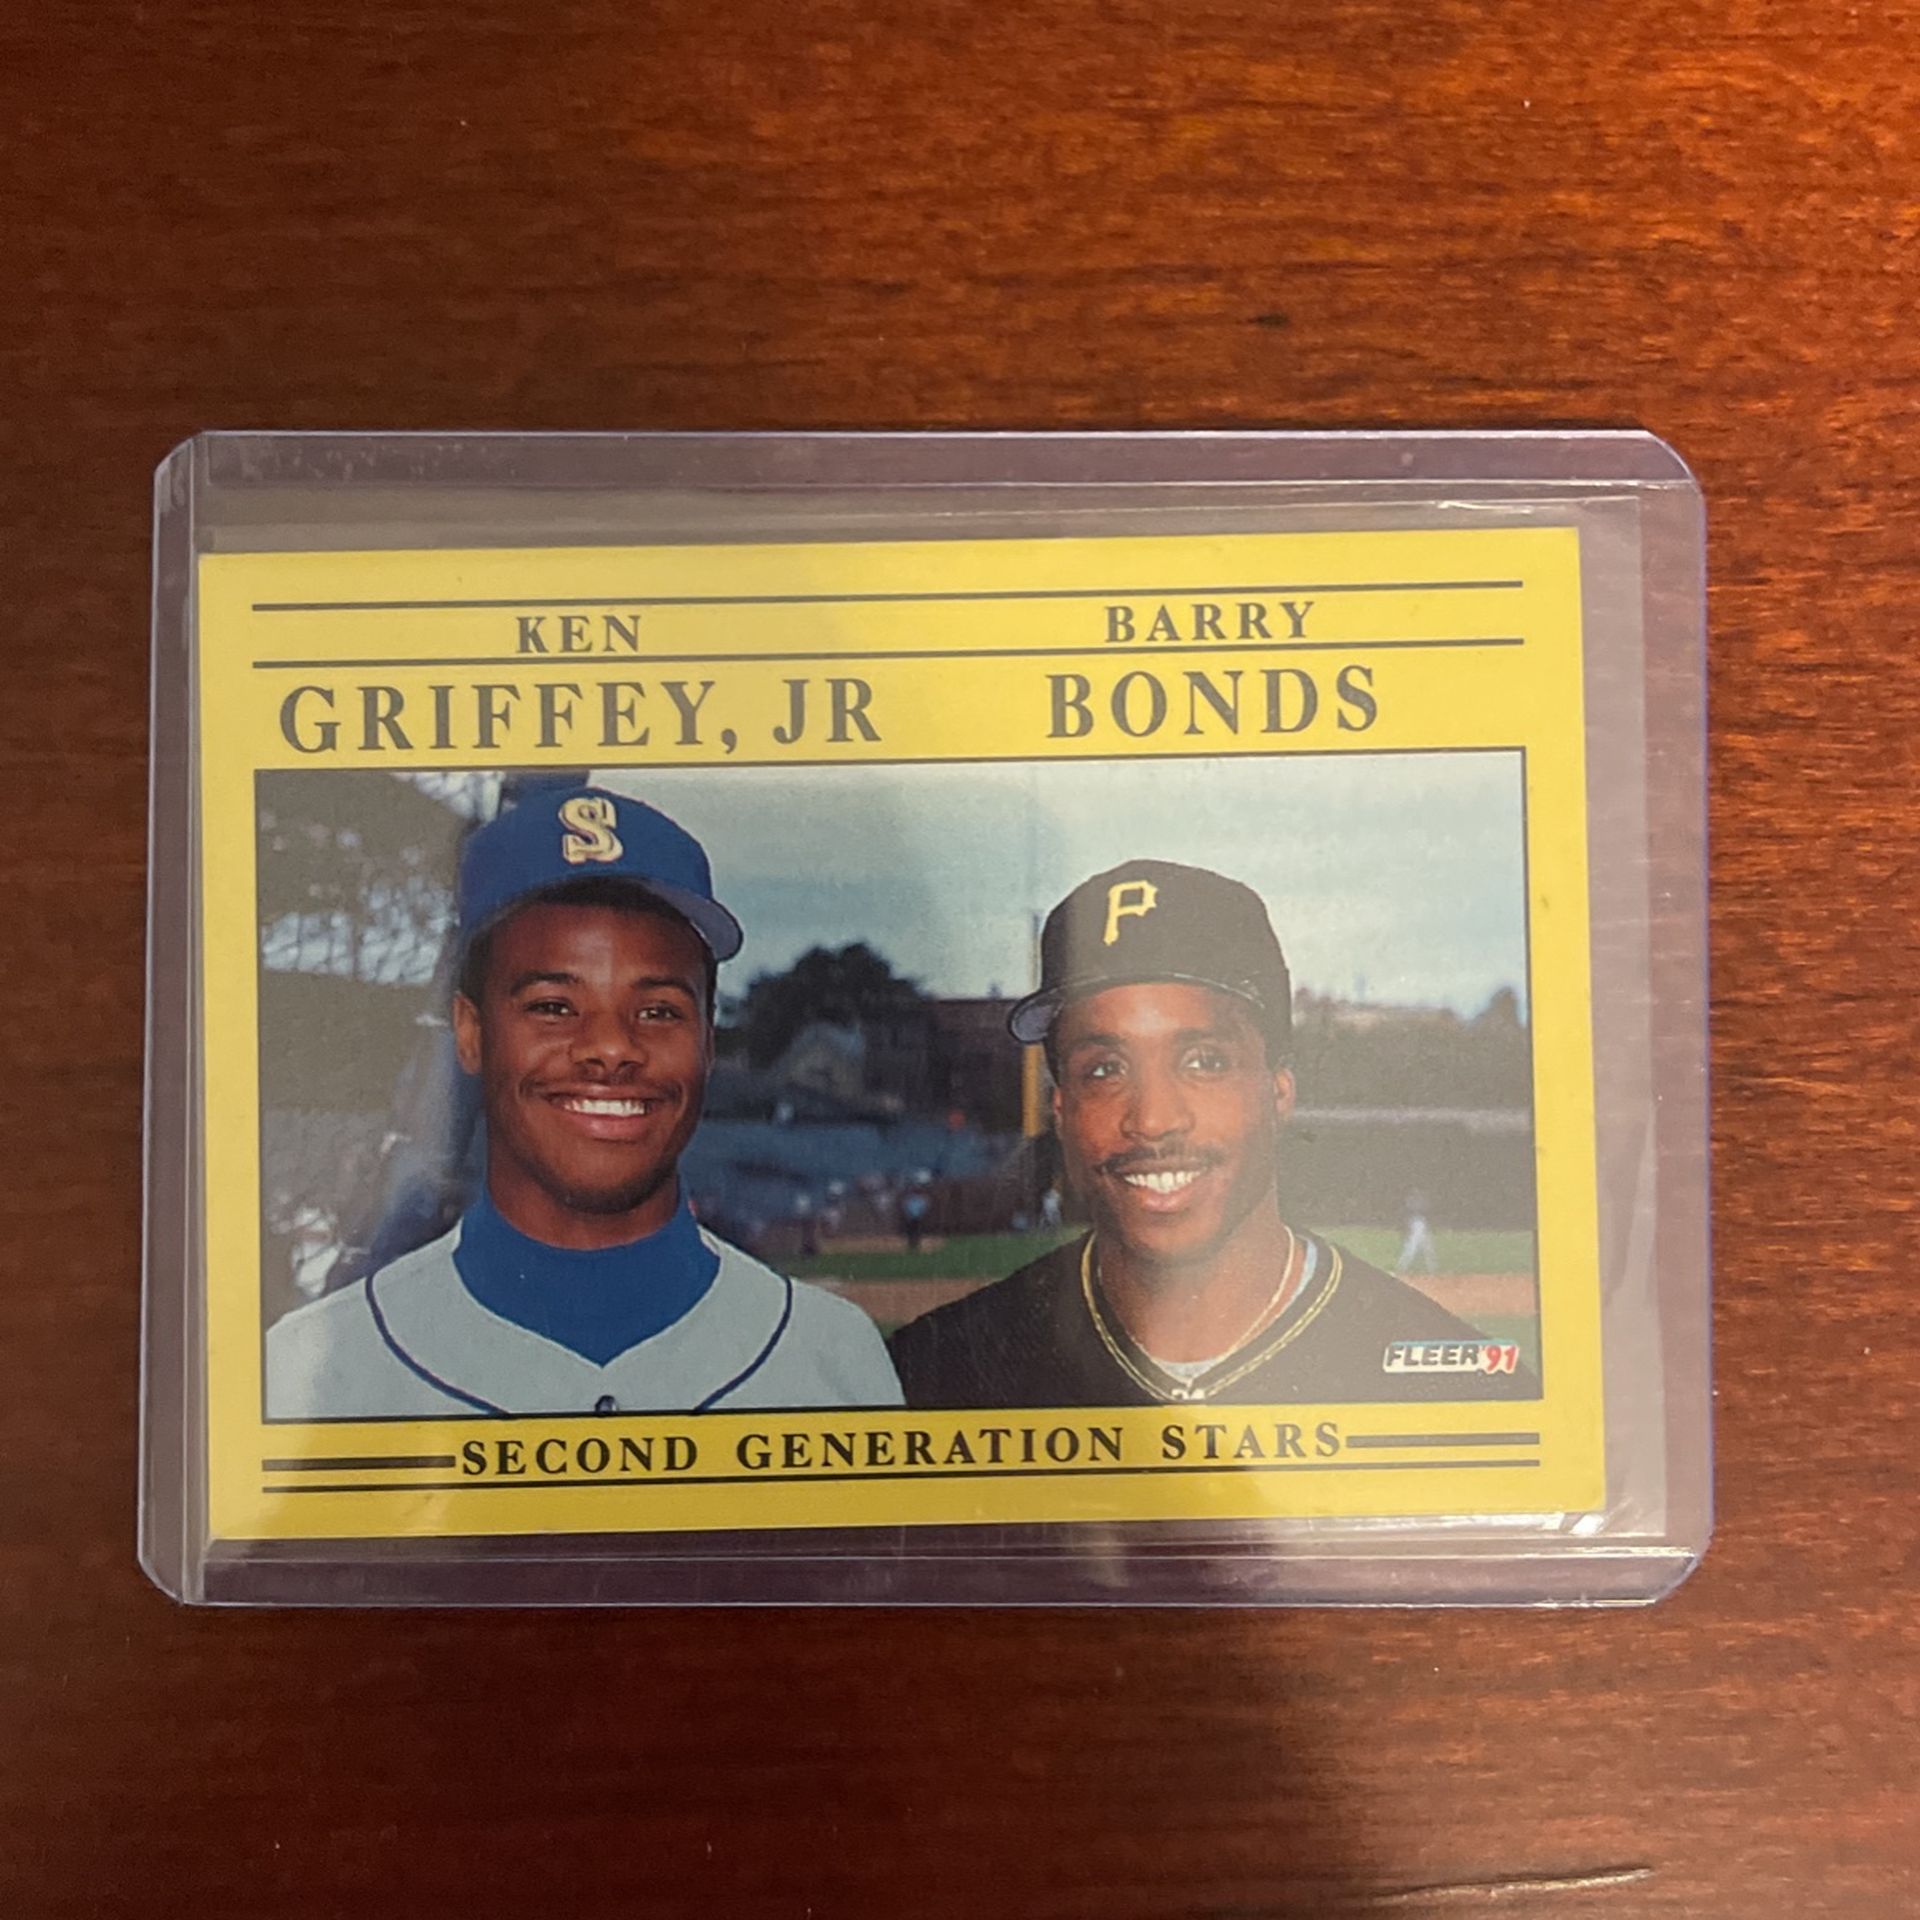 KEN BARRY
GRIFFEY, JR BONDS
S
P
FLEER '91
SECOND GENERATION STARS